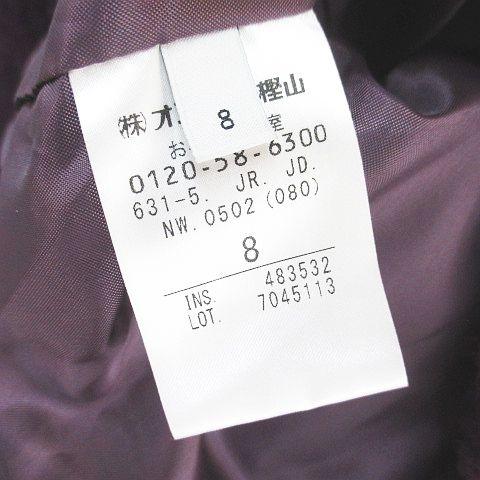 8
㈱オ 樫山
お 室
0120-58-6300
631-5. JR. JD.
NW. 0502 (080)
8
INS. 483532
LOT. 7045113